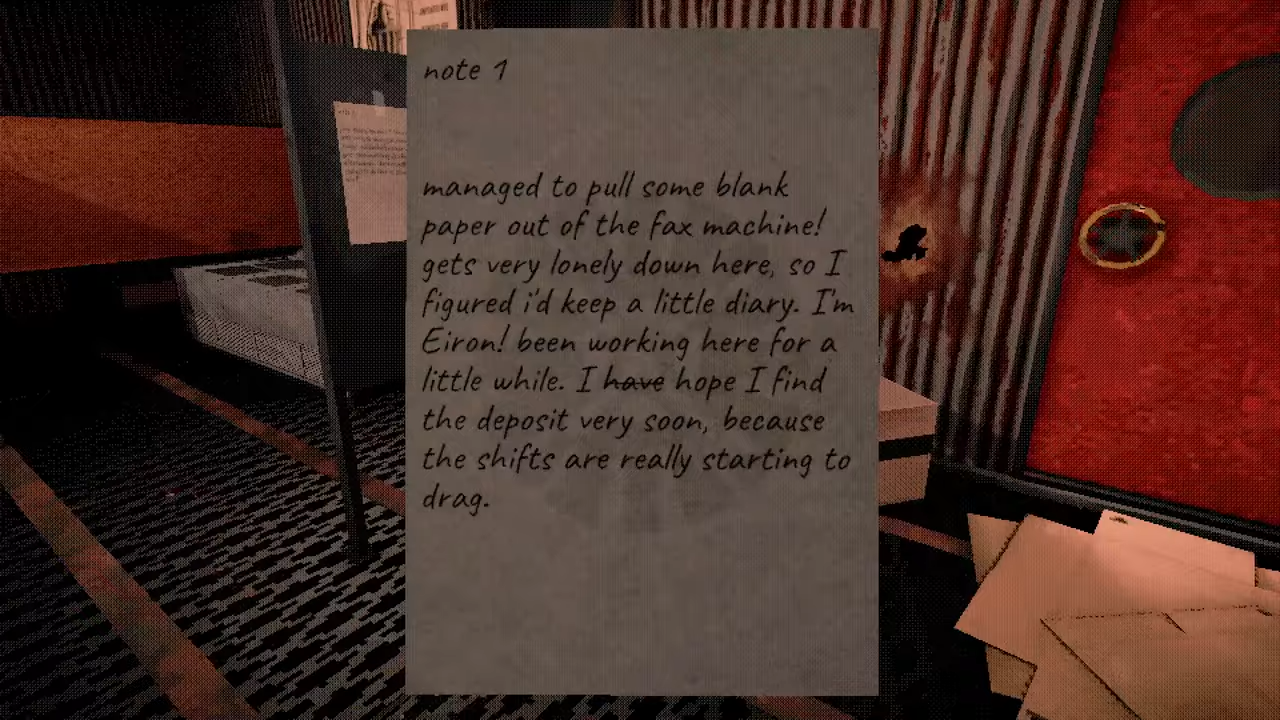 note 1
managed to pull some blank
paper out of the fax machine!
gets very lonely down here, so I
figured i'd keep a little diary. I'm
Eiron! been working here for a
little while. I have hope I find
the deposit very soon, because
the shifts are really starting to
drag.